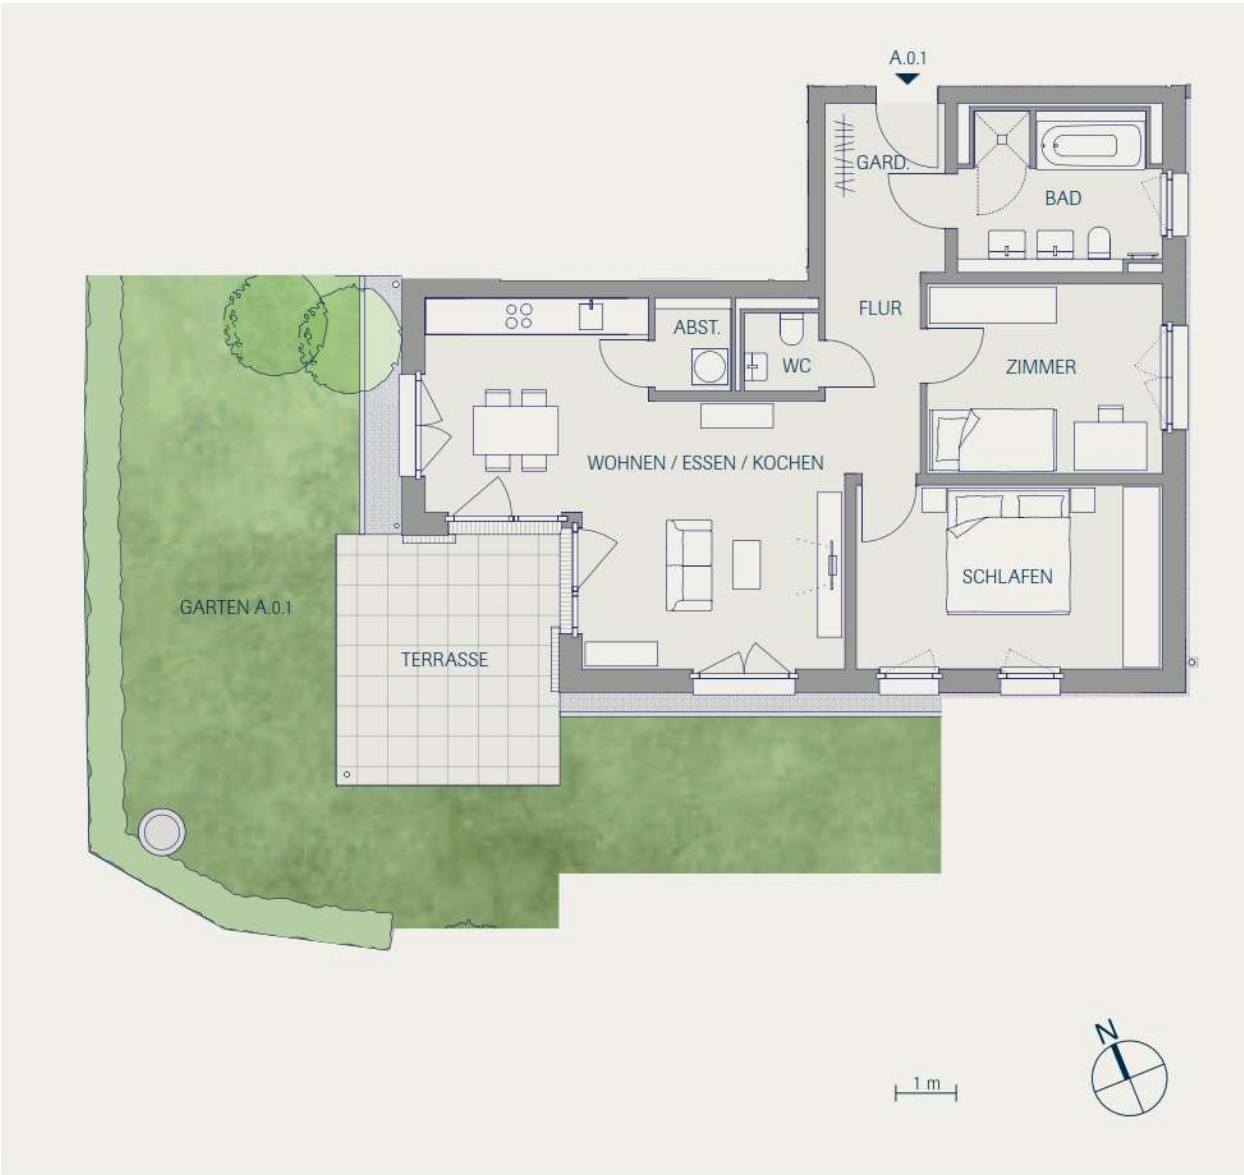 A.0.1
GARD.
BAD
FLUR
ABST.
WC
ZIMMER
WOHNEN / ESSEN / KOCHEN
SCHLAFEN
GARTEN A.0.1
TERRASSE
N
1 m